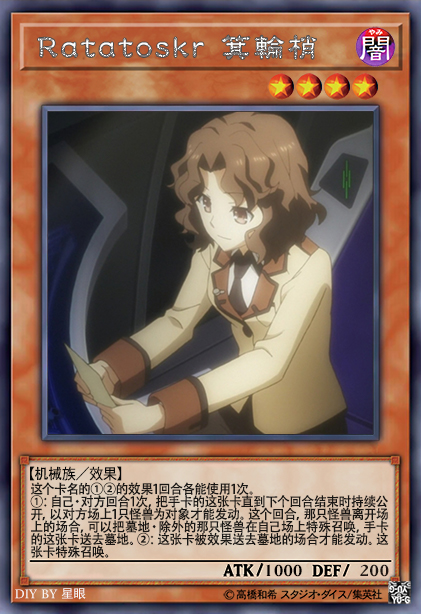 Ratatoskr 箕輪梢
やみ
闇
【机械族／效果】
这个卡名的①②的效果1回合各能使用1次。
①：自己·对方回合1次，把手卡的这张卡直到下个回合结束时持续公
开，以对方场上1只怪兽为对象才能发动。这个回合，那只怪兽离开场
上的场合，可以把墓地·除外的那只怪兽在自己场上特殊召唤，手卡
的这张卡送去墓地。②：这张卡被效果送去墓地的场合才能发动。这
张卡特殊召唤。
ATK/1000 DEF/ 200
DIY BY 星眼
©高橋和希 スタジオ・ダイス/集英社